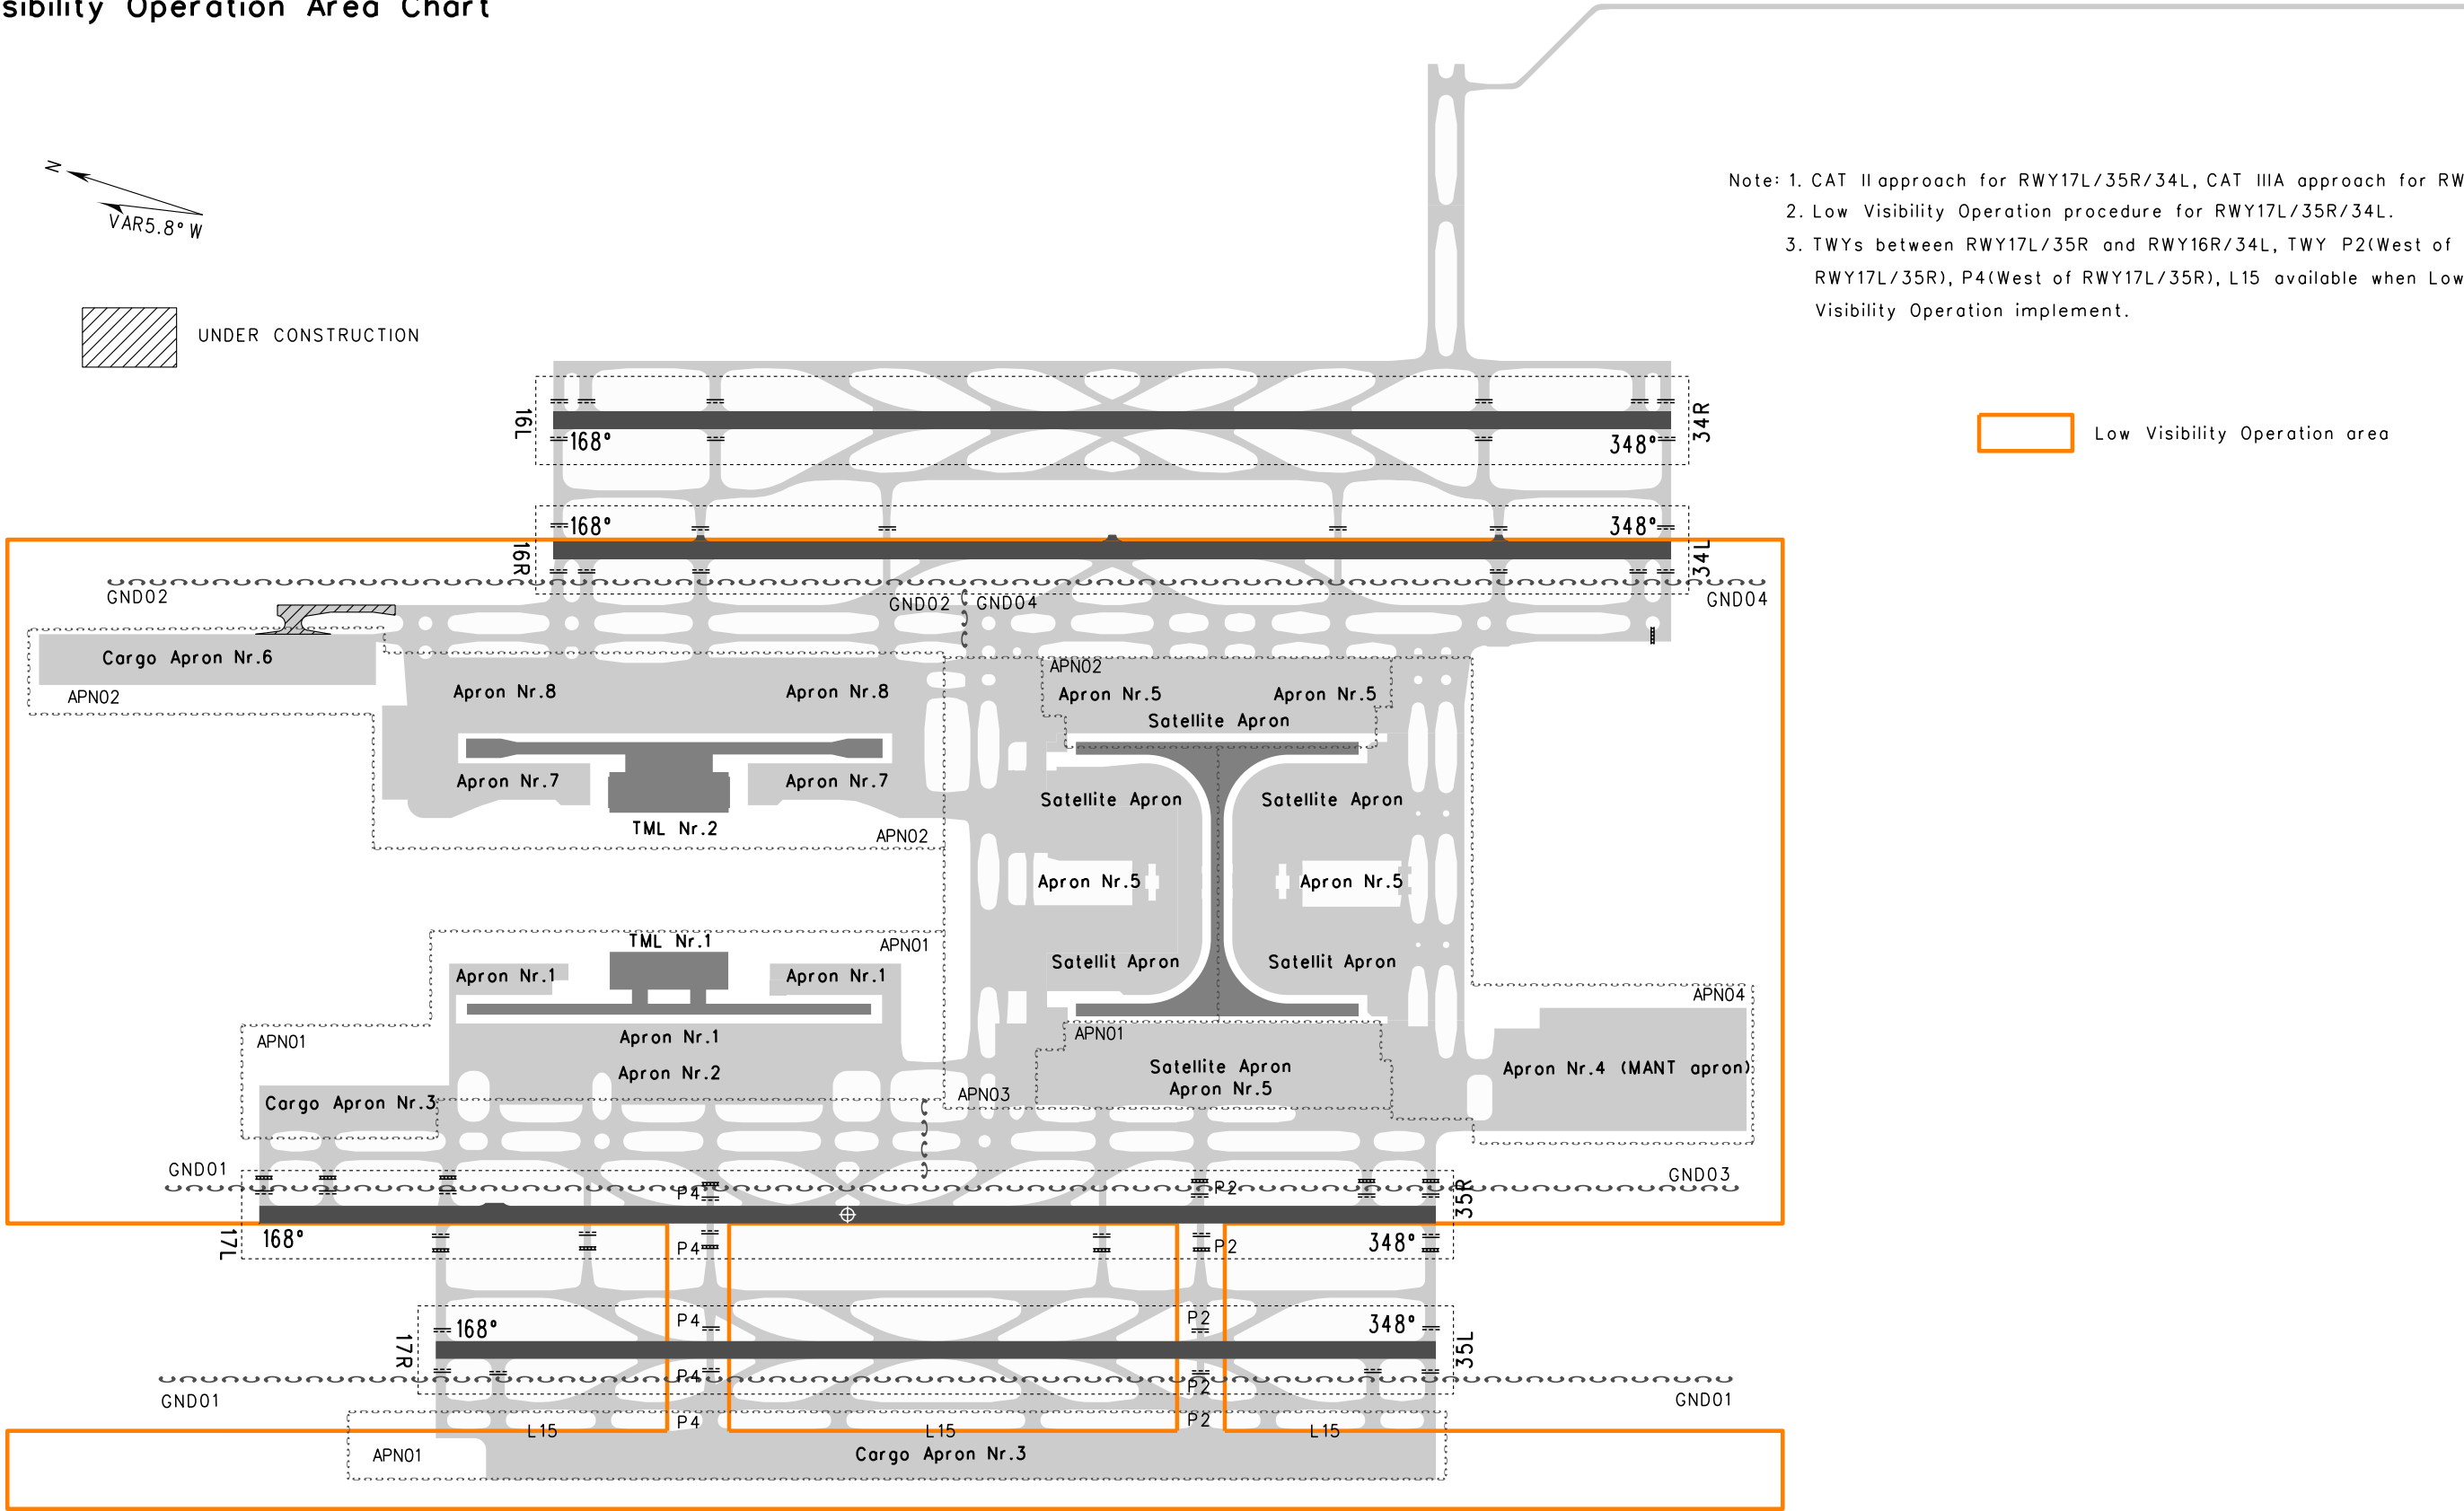 sibility Operation Area Chart
N
VAR5.8°W
UNDER CONSTRUCTION
Note: 1. CAT II approach for RWY17L/35R/34L, CAT IIIA approach for RW
2. Low Visibility Operation procedure for RWY17L/35R/34L.
3. TWYs between RWY17L/35R and RWY16R/34L, TWY P2(West of
RWY17L/35R), P4(West of RWY17L/35R), L15 available when Low
Visibility Operation implement.
Low Visibility Operation area
16L
168°
348°
34R
168°
348°
16R
34L
GND02
GND02
GND04
GND04
Cargo Apron Nr.6
APN02
Apron Nr.8
Apron Nr.8
APN02
Apron Nr.5
Apron Nr.5
Satellite Apron
Apron Nr.7
Apron Nr.7
TML Nr.2
APN02
Satellite Apron
Satellite Apron
Apron Nr.5
Apron Nr.5
TML Nr.1
APN01
Apron Nr.1
Apron Nr.1
Satellit Apron
Satellit Apron
APN04
APN01
Apron Nr.1
APN01
Apron Nr.2
Satellite Apron
Apron Nr.5
Apron Nr.4 (MANT apron)
APN03
Cargo Apron Nr.3
GND01
GND03
P4
P2
35R
17L
168°
P4
P2
348°
P4
P2
168°
348°
17R
35L
P4
P2
GND01
GND01
P4
P2
L15
L15
L15
APN01
Cargo Apron Nr.3